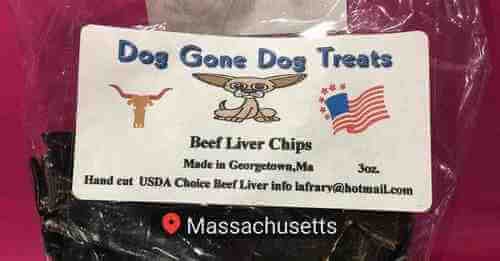 Dog Gone Dog Treats
Beef Liver Chips
Made in Georgetown,Ma 3oz.
Hand cut USDA Choice Beef Liver info lafrary@hotmail.com
Massachusetts